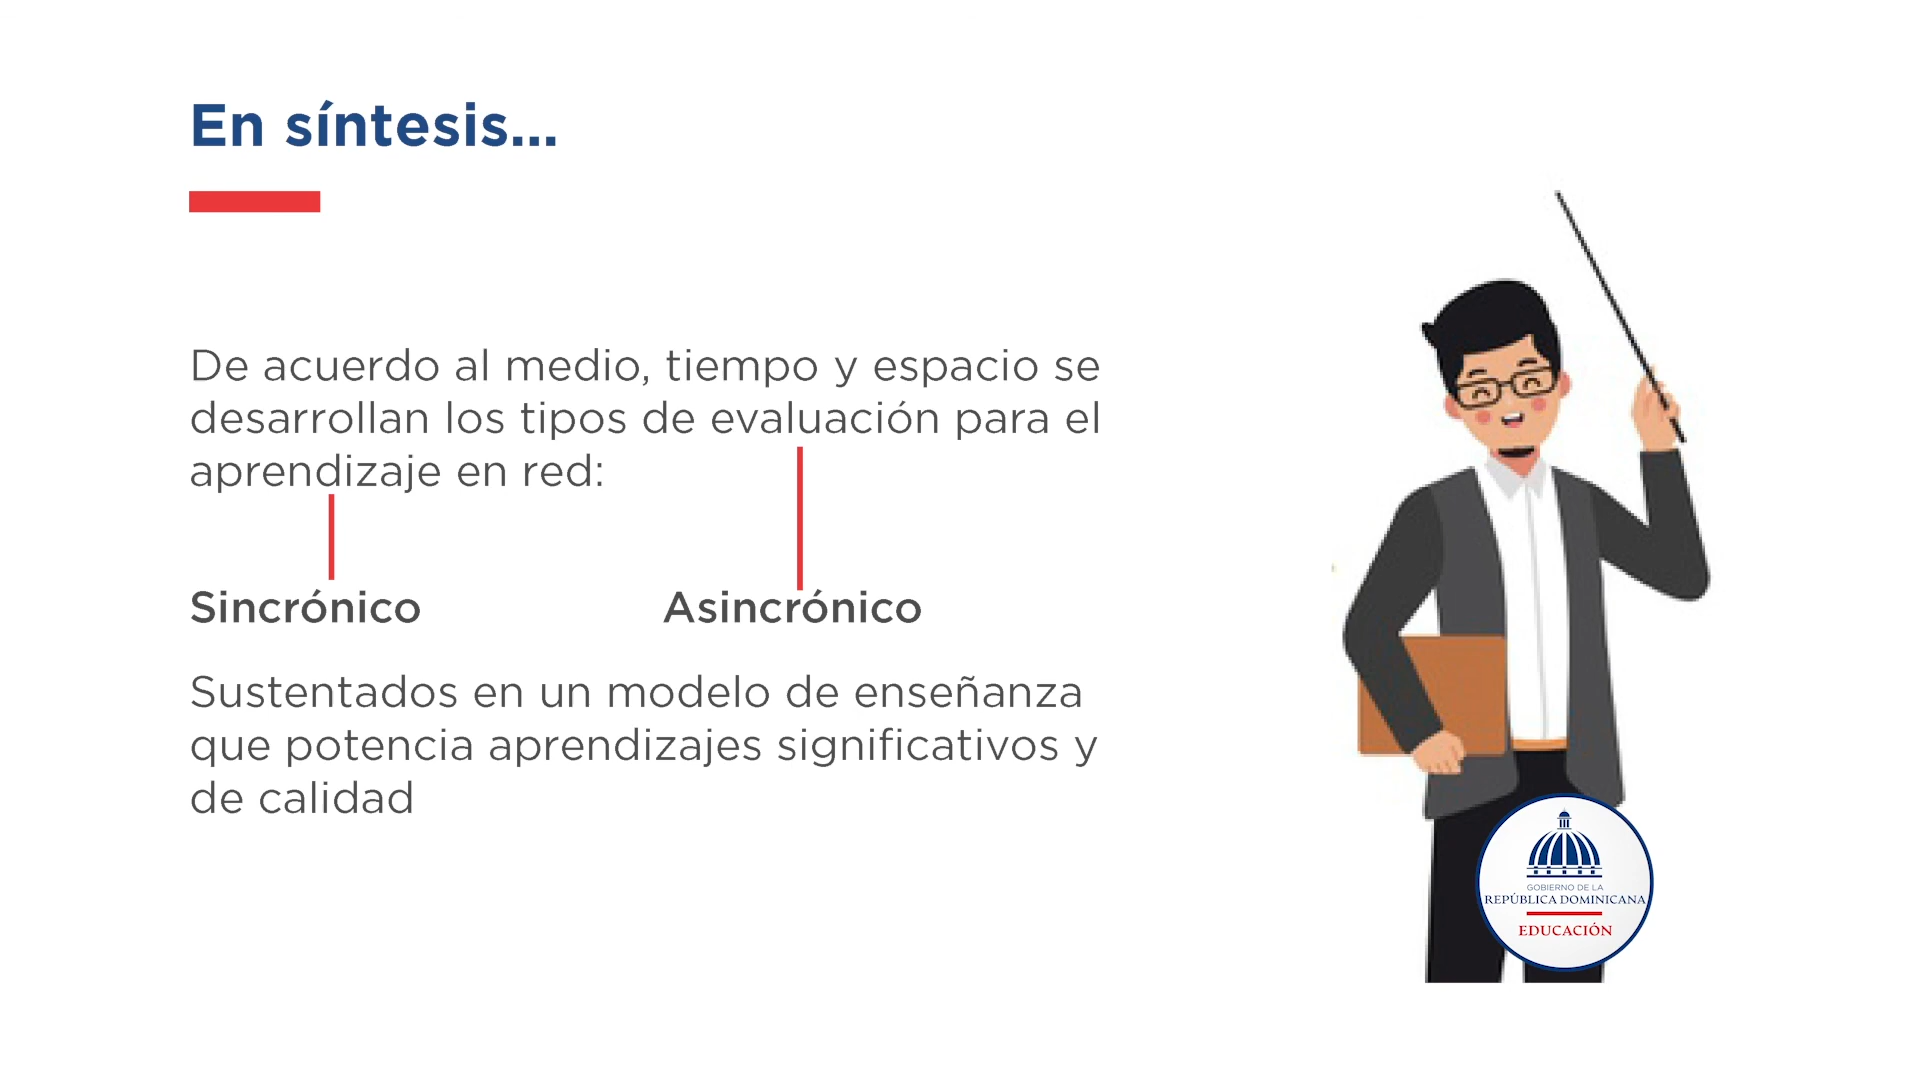 En síntesis...
De acuerdo al medio, tiempo y espacio se
desarrollan los tipos de evaluación para el
aprendizaje en red:
Sincrónico
Asincrónico
Sustentados en un modelo de enseñanza
que potencia aprendizajes significativos y
de calidad
GOBIERNO DE LA
REPÚBLICA DOMINICANA
EDUCACIÓN